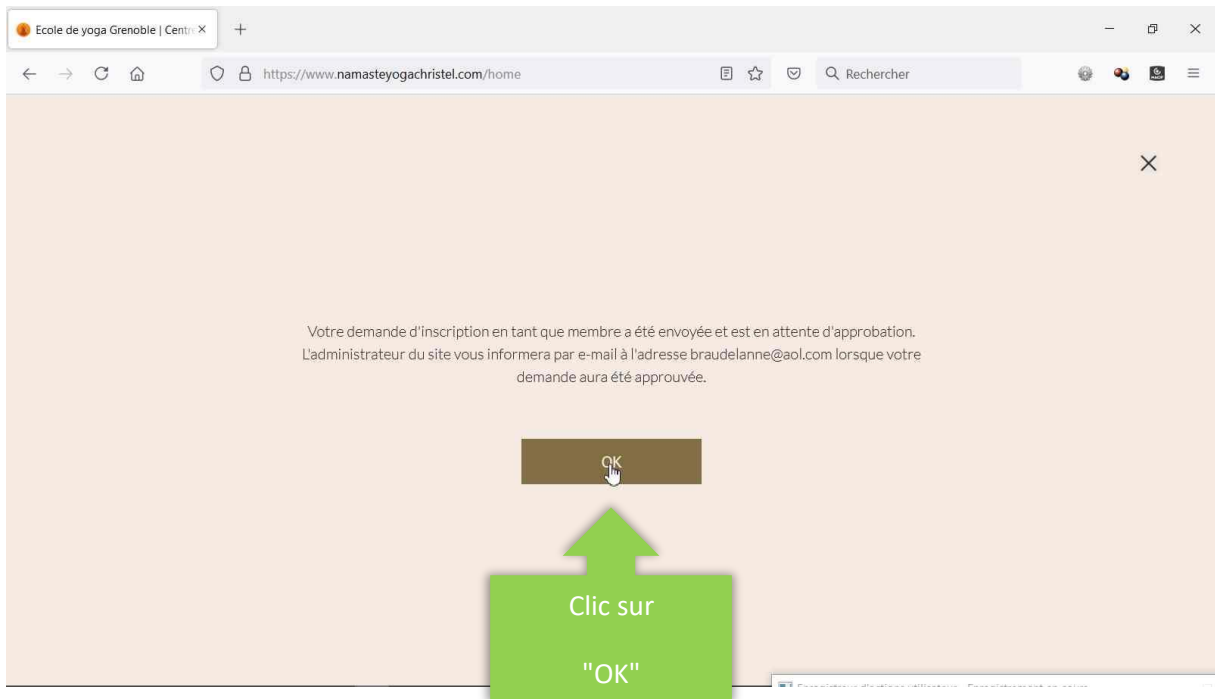 Ecole de yoga Grenoble | Centr
https://www.namasteyogachristel.com/home
Rechercher
Votre demande d'inscription en tant que membre a été envoyée et est en attente d'approbation.
L'administrateur du site vous informera par e-mail à l'adresse braudelanne@aol.com lorsque votre
demande aura été approuvée.
OK
Clic sur
"OK"